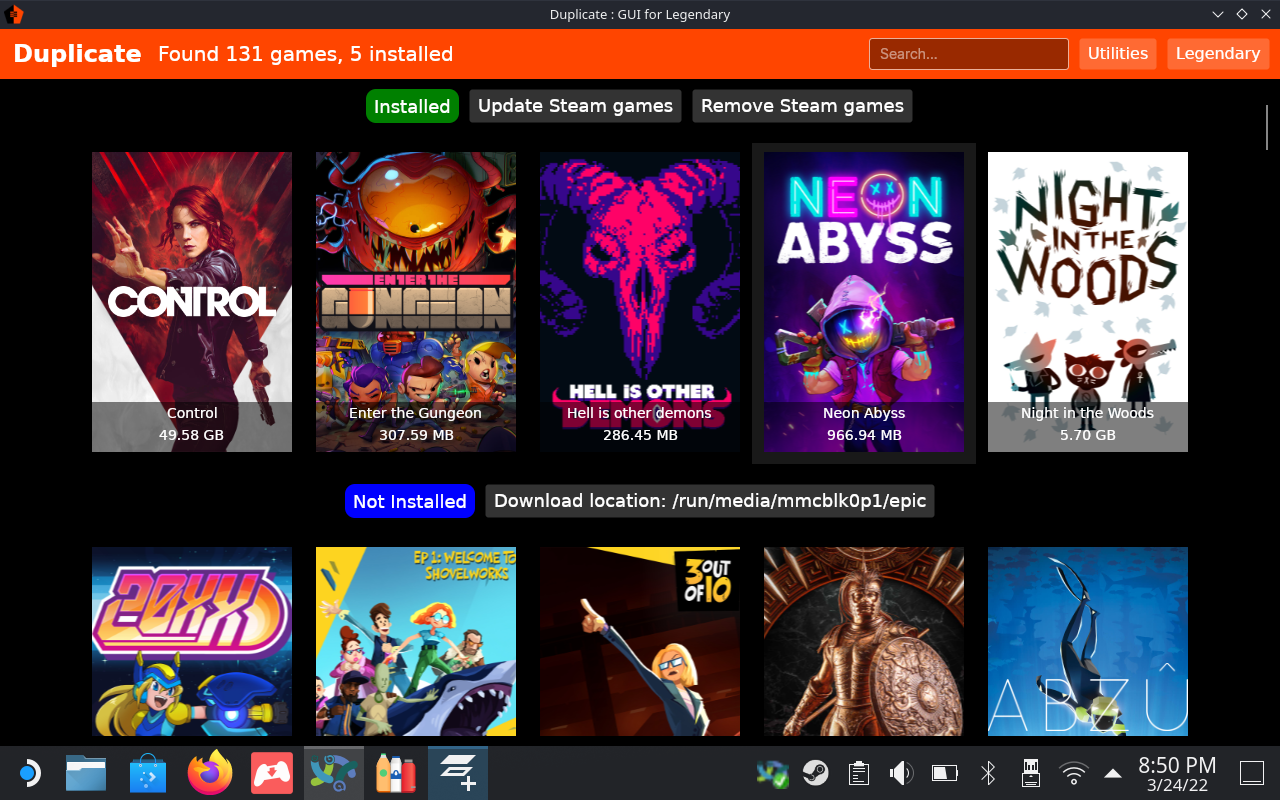 Duplicate : GUI for Legendary
Duplicate Found 131 games, 5 installed Search... Utilities Legendary
Installed Update Steam games Remove Steam games
CONTROL
Control
49.58 GB
ENTER THE
GUNGEON
Enter the Gungeon
307.59 MB
HELL iS OTHER
DEMONS
Hell is other demons
286.45 MB
NEON
ABYSS
Neon Abyss
966.94 MB
NIGHT
IN THE
WOODS
Night in the Woods
5.70 GB
Not Installed Download location: /run/media/mmcblk0p1/epic
20XX
EP 1: WELCOME TO
SHOVELWORKS
3 OUT
OF 10
ABZU
8:50 PM
3/24/22